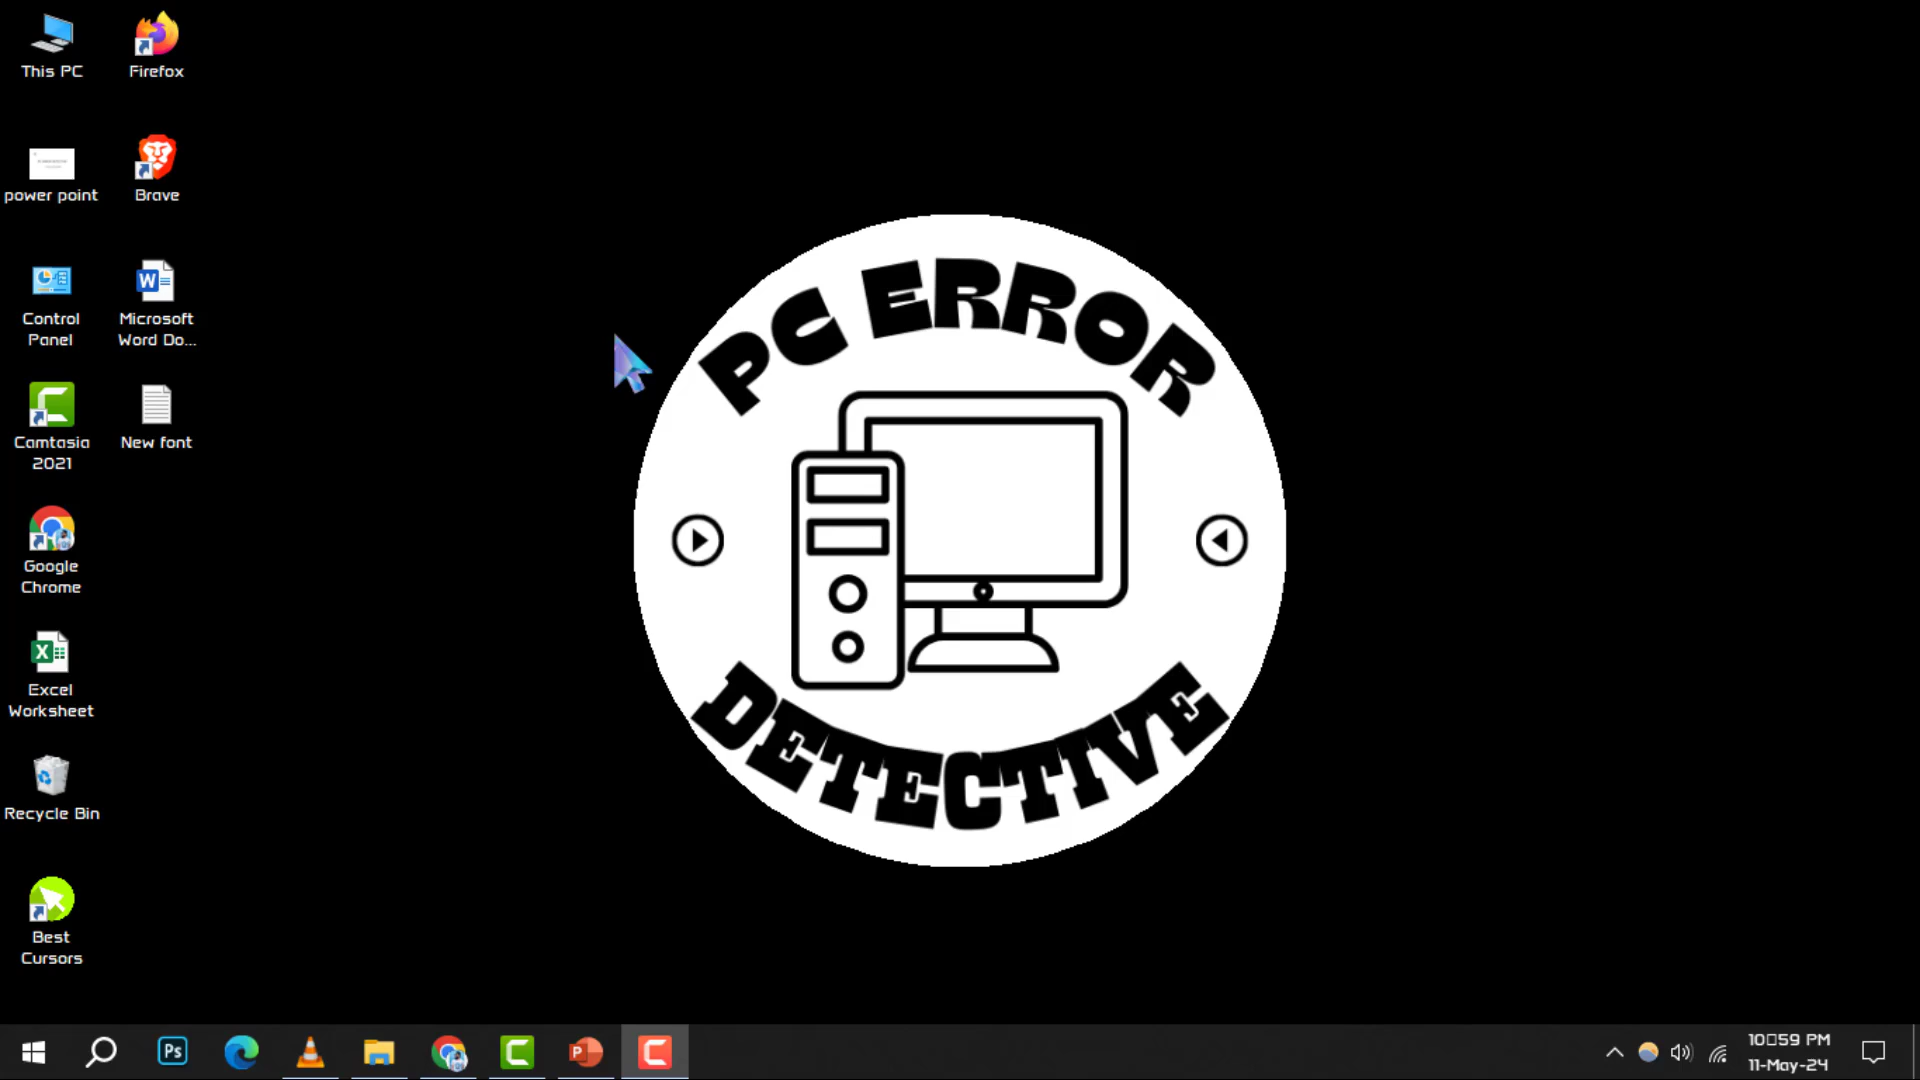 This PC
Firefox
power point
Brave
Control
Panel
Microsoft
Word Do...
Camtasia
2021
New font
Google
Chrome
Excel
Worksheet
Recycle Bin
Best
Cursors
PC ERROR
DETECTIVE
Ps
10□59 PM
11-May-24